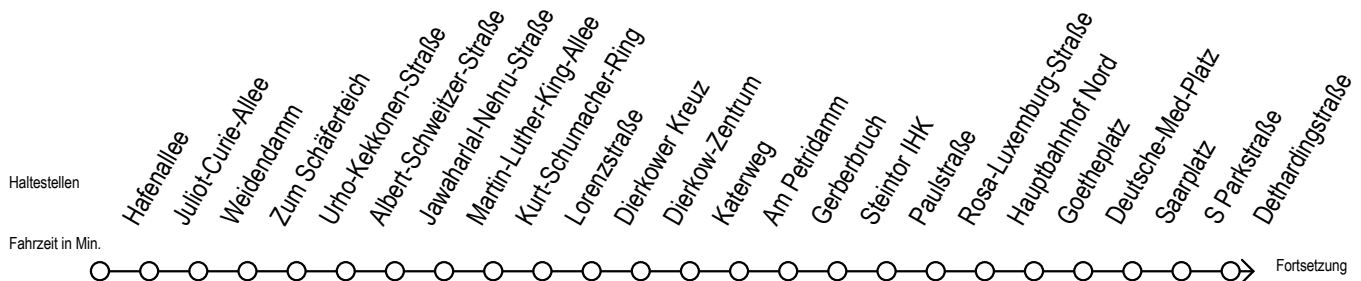 Hafenallee
Juliot-Curie-Allee
Weidendamm
Zum Schäferteich
Urho-Kekkonen-Straße
Albert-Schweitzer-Straße
Jawaharlal-Nehru-Straße
Martin-Luther-King-Allee
Kurt-Schumacher-Ring
Lorenzstraße
Dierkower Kreuz
Dierkow-Zentrum
Katerweg
Am Petridamm
Gerberbruch
Steintor IHK
Paulstraße
Rosa-Luxemburg-Straße
Hauptbahnhof Nord
Goetheplatz
Deutsche-Med-Platz
Saarplatz
S Parkstraße
Dethardingstraße
Haltestellen
Fahrzeit in Min.
Fortsetzung